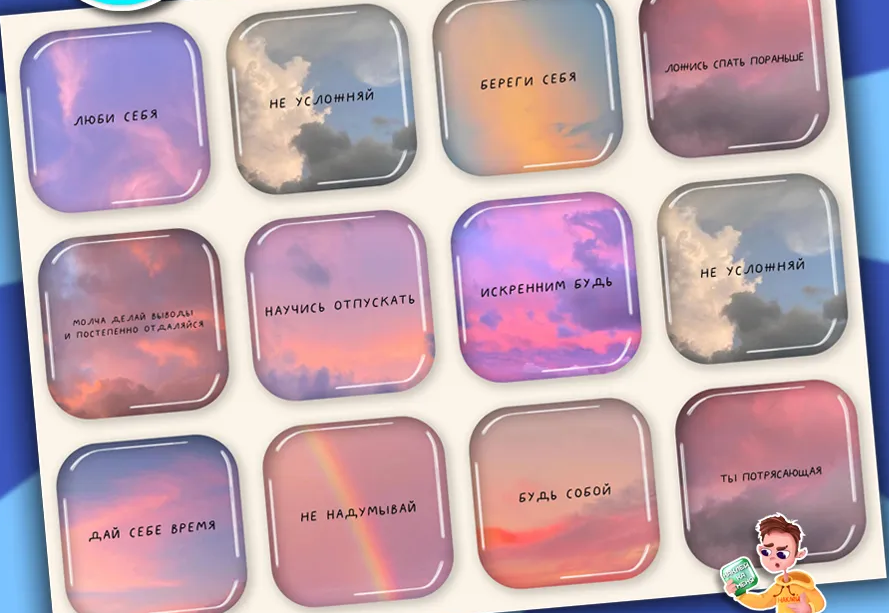 ЛЮБИ СЕБЯ
НЕ УСЛОЖНЯЙ
БЕРЕГИ СЕБЯ
ЛОЖИСЬ СПАТЬ ПОРАНЬШЕ
МОЛЧА ДЕЛАЙ ВЫВОДЫ
И ПОСТЕПЕННО ОТДАЛЯЙСЯ
НАУЧИСЬ ОТПУСКАТЬ
ИСКРЕННИМ БУДЬ
НЕ УСЛОЖНЯЙ
ДАЙ СЕБЕ ВРЕМЯ
НЕ НАДУМЫВАЙ
БУДЬ СОБОЙ
ТЫ ПОТРЯСАЮЩАЯ